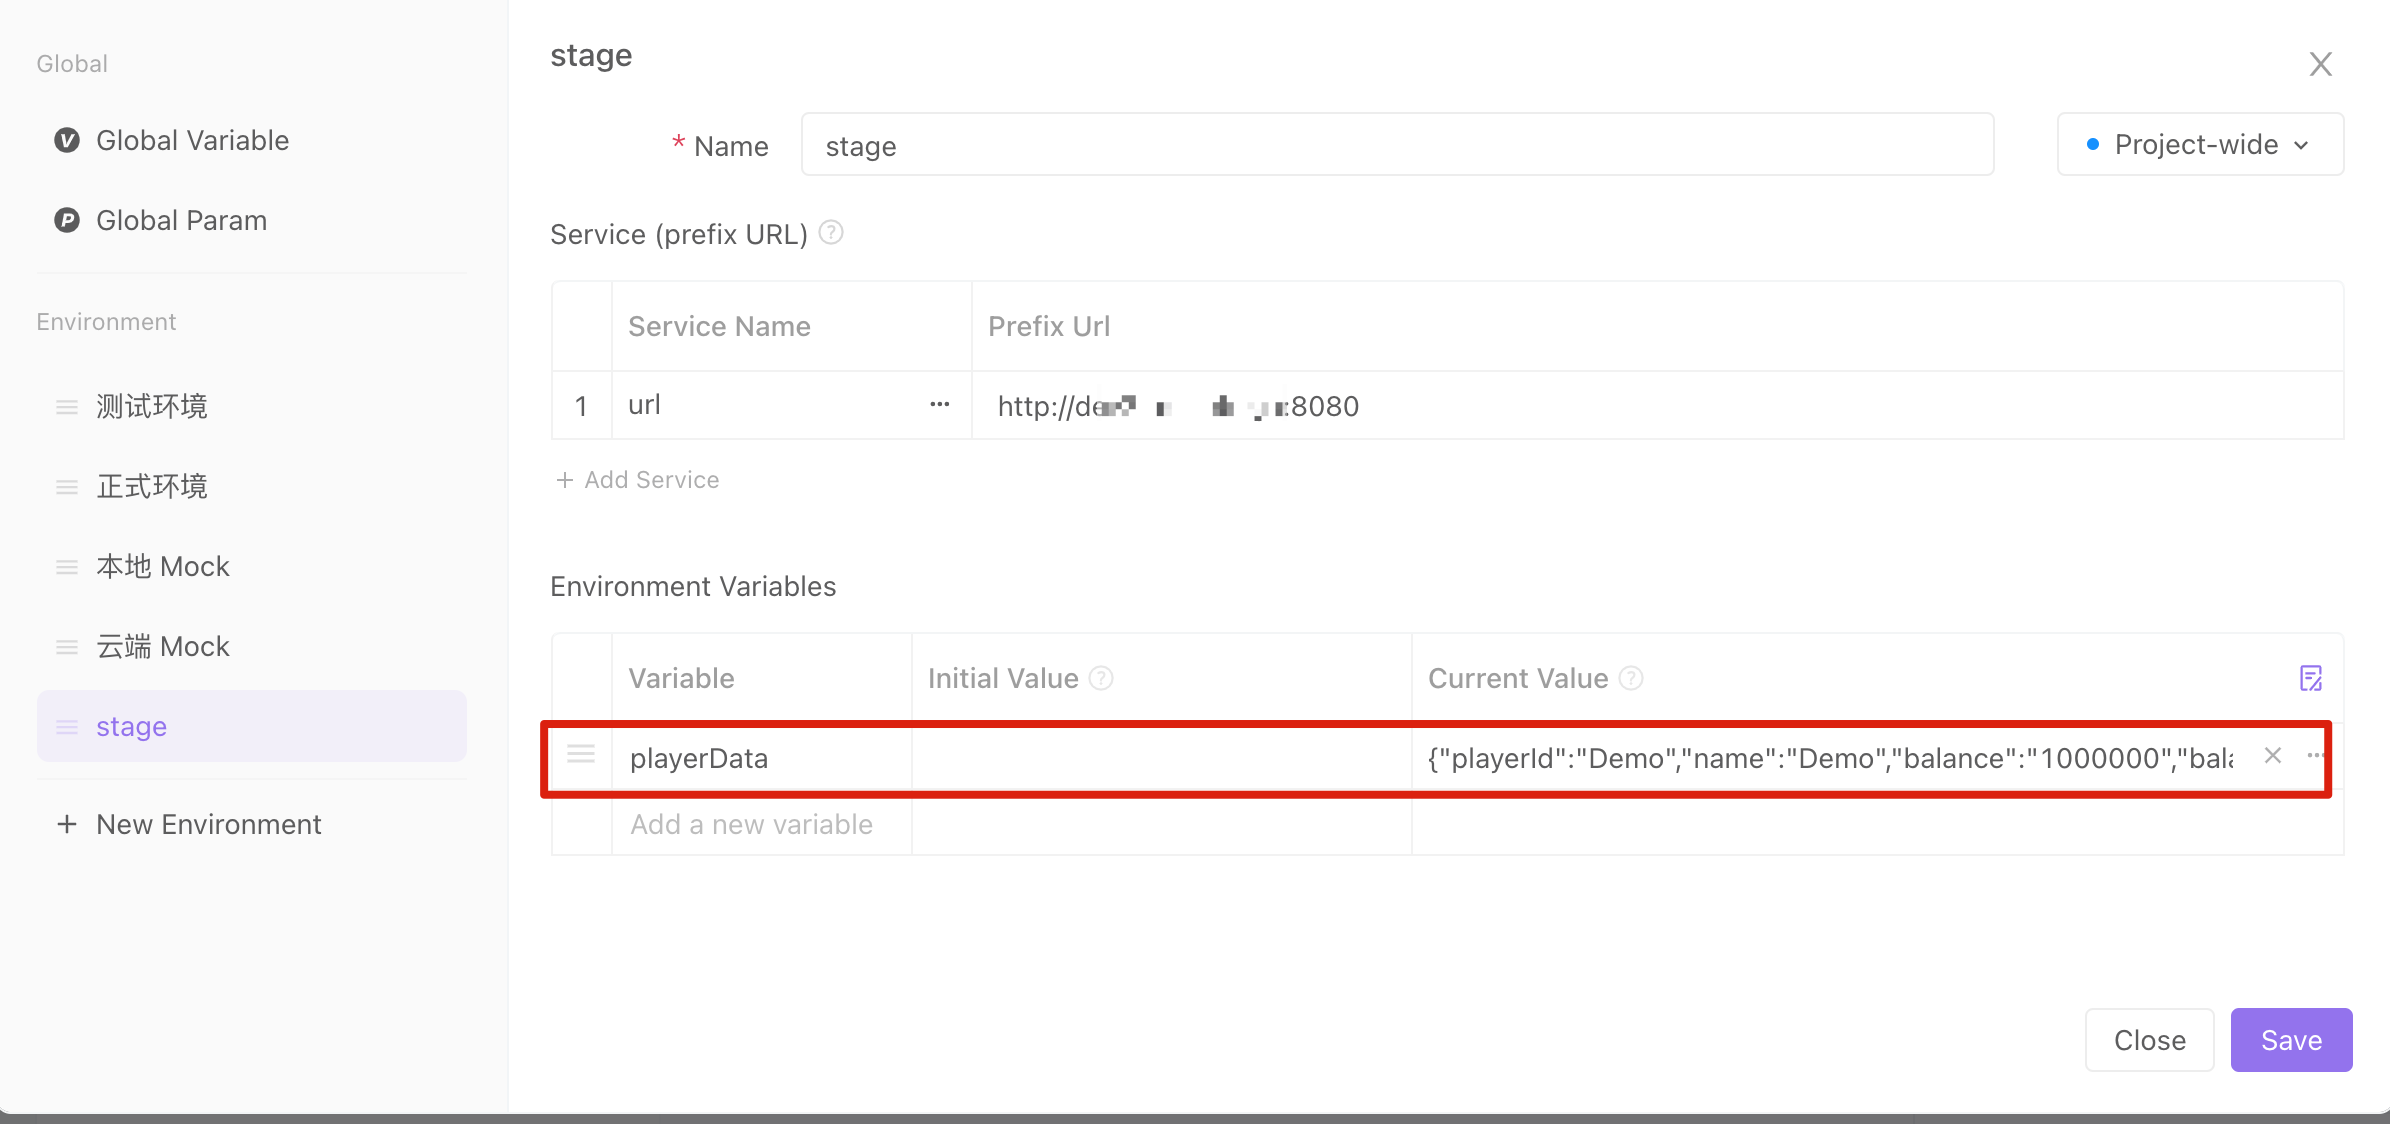 Global
Global Variable
Global Param
Environment
测试环境
正式环境
本地 Mock
云端 Mock
stage
+ New Environment
stage
* Name stage Project-wide
Service (prefix URL) ?
Service Name Prefix Url
1 url ··· http://de :8080
+ Add Service
Environment Variables
Variable Initial Value ? Current Value ?
playerData {"playerId":"Demo","name":"Demo","balance":"1000000","bala
Add a new variable
Close Save